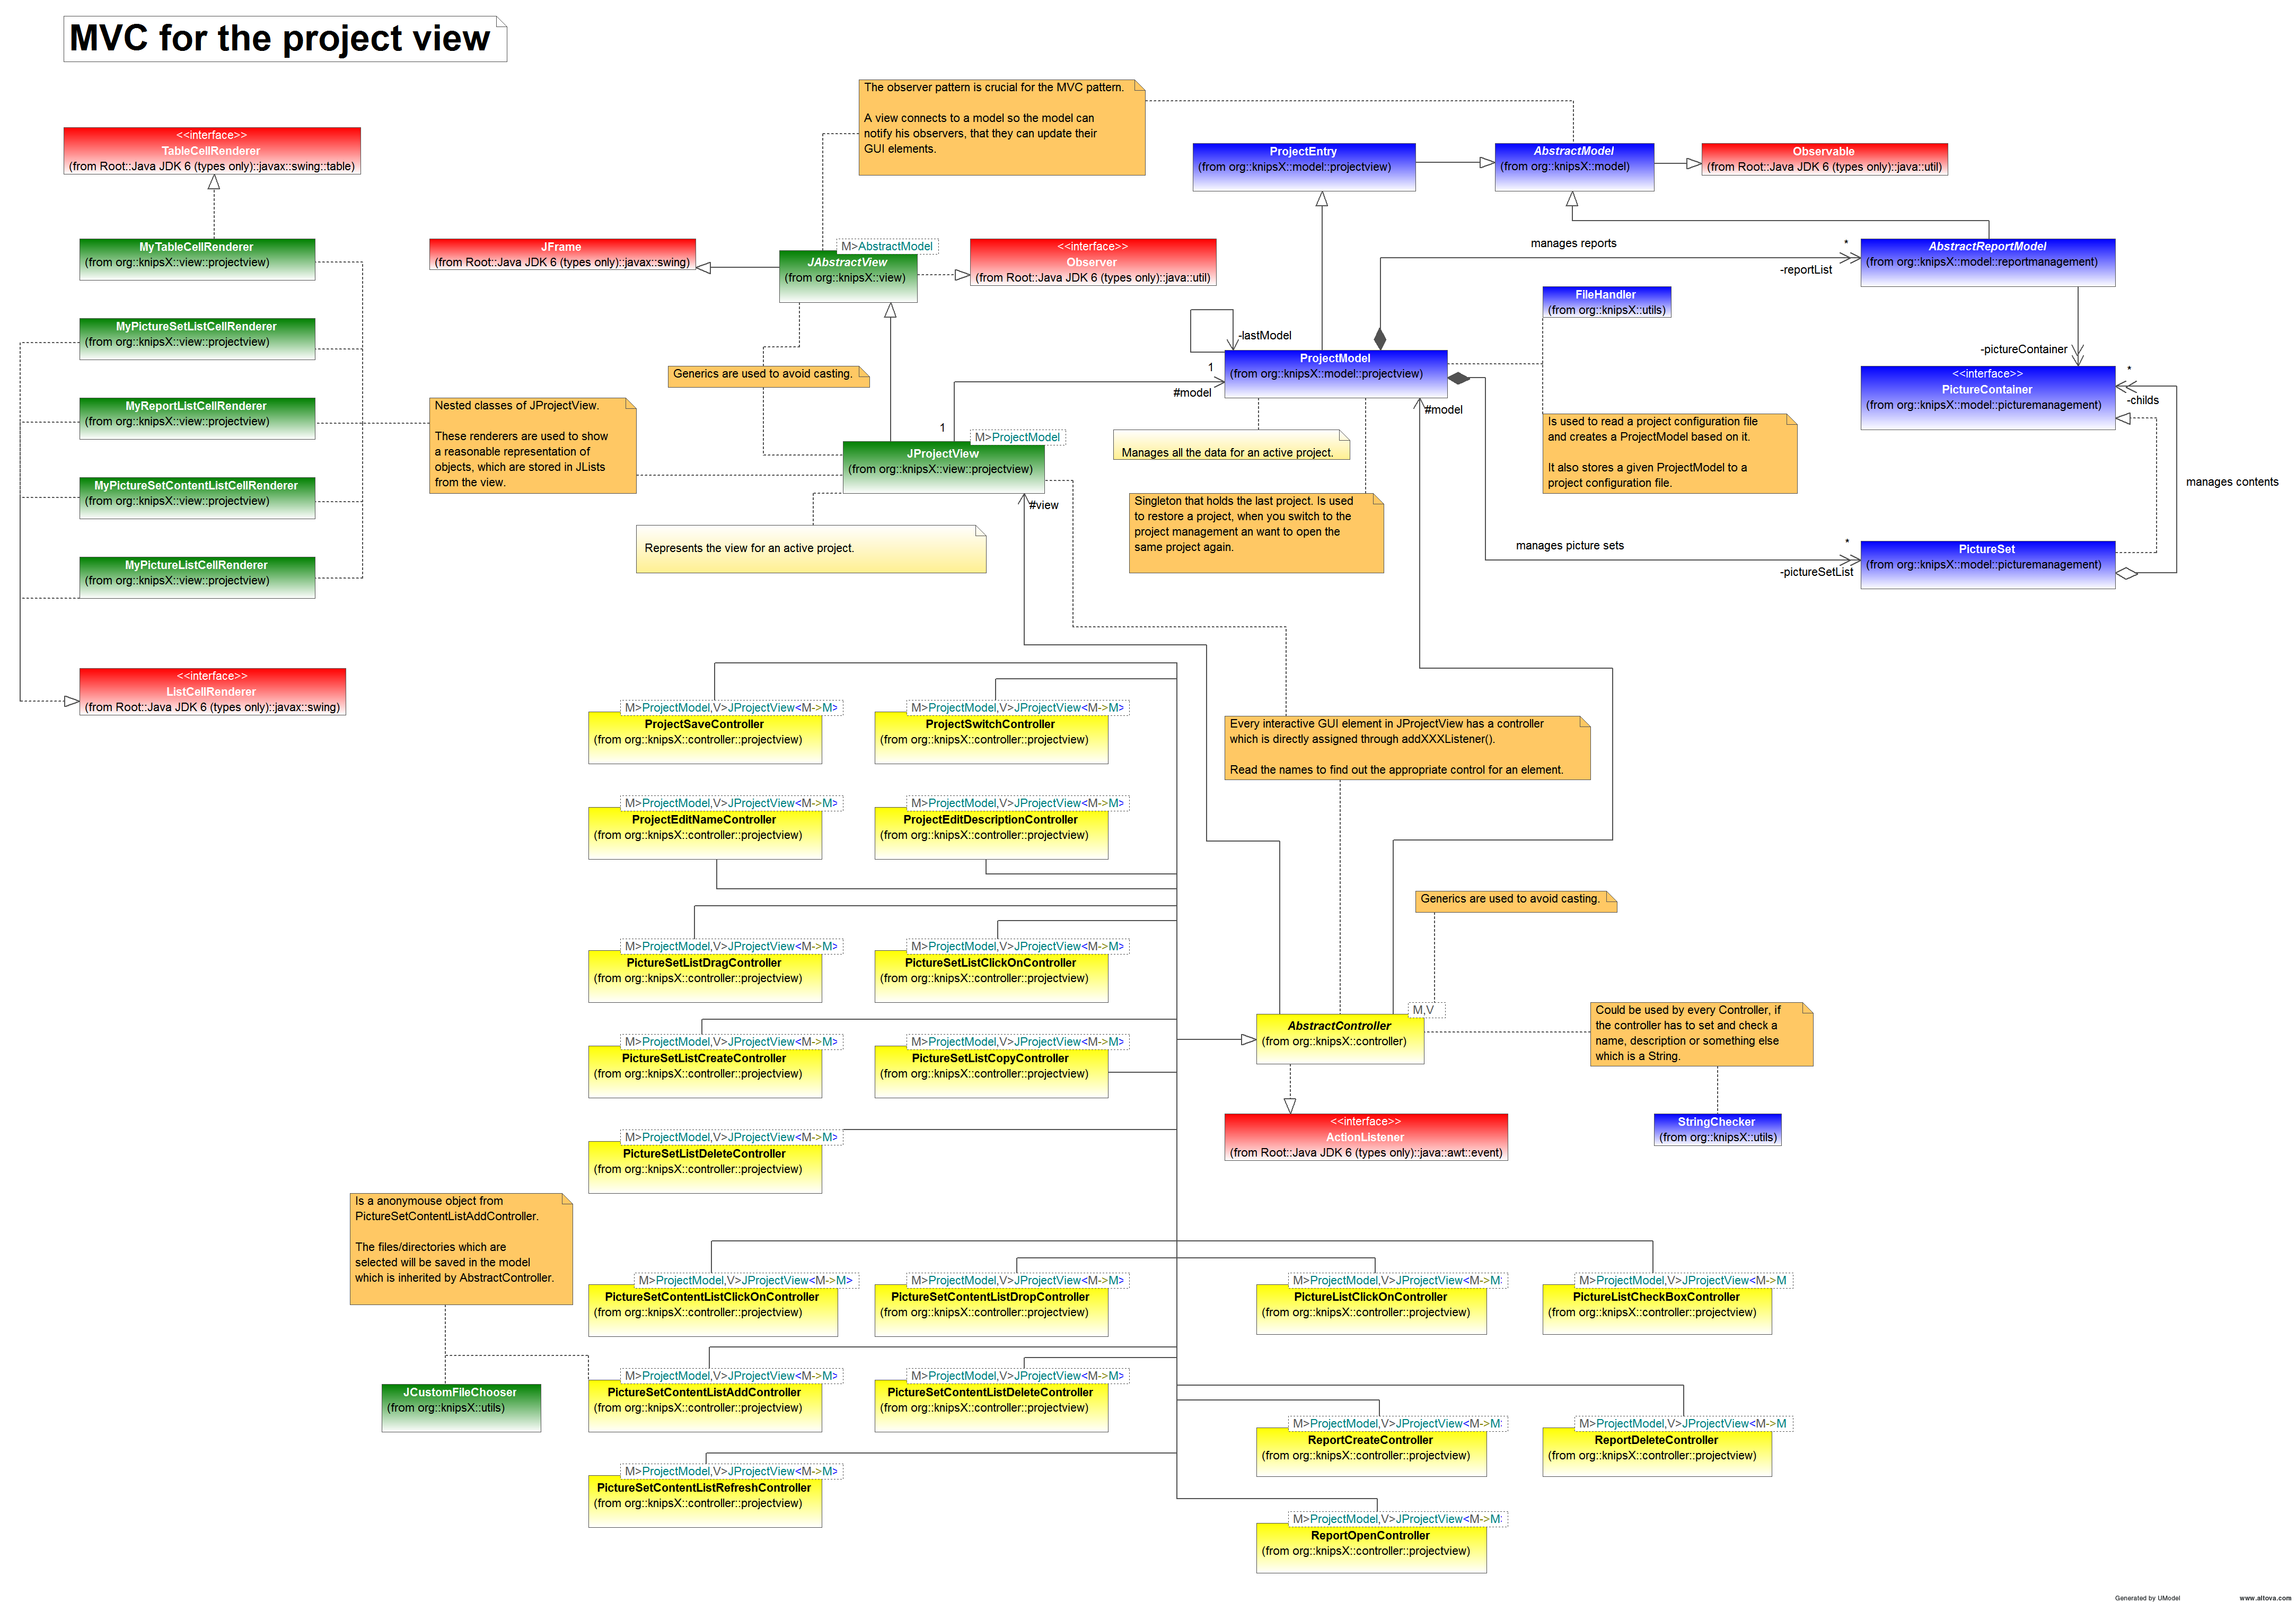 MVC for the project view
The observer pattern is crucial for the MVC pattern.
A view connects to a model so the model can
notify his observers, that they can update their
GUI elements.
<<interface>>
TableCellRenderer
(from Root::Java JDK 6 (types only)::javax::swing::table)
ProjectEntry
(from org::knipsX::model::projectview)
AbstractModel
(from org::knipsX::model)
Observable
(from Root::Java JDK 6 (types only)::java::util)
MyTableCellRenderer
(from org::knipsX::view::projectview)
JFrame
(from Root::Java JDK 6 (types only)::javax::swing)
M>AbstractModel
JAbstractView
(from org::knipsX::view)
<<interface>>
Observer
(from Root::Java JDK 6 (types only)::java::util)
manages reports
*
-reportList
AbstractReportModel
(from org::knipsX::model::reportmanagement)
FileHandler
(from org::knipsX::utils)
MyPictureSetListCellRenderer
(from org::knipsX::view::projectview)
-lastModel
ProjectModel
(from org::knipsX::model::projectview)
1
#model
#model
-pictureContainer
<<interface>>
PictureContainer
(from org::knipsX::model::picturemanagement)
*
-childs
Generics are used to avoid casting.
MyReportListCellRenderer
(from org::knipsX::view::projectview)
Nested classes of JProjectView.
These renderers are used to show
a reasonable representation of
objects, which are stored in JLists
from the view.
1
M>ProjectModel
JProjectView
(from org::knipsX::view::projectview)
Manages all the data for an active project.
Is used to read a project configuration file
and creates a ProjectModel based on it.
It also stores a given ProjectModel to a
project configuration file.
manages contents
MyPictureSetContentListCellRenderer
(from org::knipsX::view::projectview)
#view
Singleton that holds the last project. Is used
to restore a project, when you switch to the
project management an want to open the
same project again.
Represents the view for an active project.
manages picture sets
*
-pictureSetList
PictureSet
(from org::knipsX::model::picturemanagement)
MyPictureListCellRenderer
(from org::knipsX::view::projectview)
<<interface>>
ListCellRenderer
(from Root::Java JDK 6 (types only)::javax::swing)
M>ProjectModel,V>JProjectView<M->M>
ProjectSaveController
(from org::knipsX::controller::projectview)
M>ProjectModel,V>JProjectView<M->M>
ProjectSwitchController
(from org::knipsX::controller::projectview)
Every interactive GUI element in JProjectView has a controller
which is directly assigned through addXXXListener().
Read the names to find out the appropriate control for an element.
M>ProjectModel,V>JProjectView<M->M>
ProjectEditNameController
(from org::knipsX::controller::projectview)
M>ProjectModel,V>JProjectView<M->M>
ProjectEditDescriptionController
(from org::knipsX::controller::projectview)
Generics are used to avoid casting.
M>ProjectModel,V>JProjectView<M->M>
PictureSetListDragController
(from org::knipsX::controller::projectview)
M>ProjectModel,V>JProjectView<M->M>
PictureSetListClickOnController
(from org::knipsX::controller::projectview)
M,V
AbstractController
(from org::knipsX::controller)
Could be used by every Controller, if
the controller has to set and check a
name, description or something else
which is a String.
M>ProjectModel,V>JProjectView<M->M>
PictureSetListCreateController
(from org::knipsX::controller::projectview)
M>ProjectModel,V>JProjectView<M->M>
PictureSetListCopyController
(from org::knipsX::controller::projectview)
<<interface>>
ActionListener
(from Root::Java JDK 6 (types only)::java::awt::event)
StringChecker
(from org::knipsX::utils)
M>ProjectModel,V>JProjectView<M->M>
PictureSetListDeleteController
(from org::knipsX::controller::projectview)
Is a anonymouse object from
PictureSetContentListAddController.
The files/directories which are
selected will be saved in the model
which is inherited by AbstractController.
M>ProjectModel,V>JProjectView<M->M>
PictureSetContentListClickOnController
(from org::knipsX::controller::projectview)
M>ProjectModel,V>JProjectView<M->M>
PictureSetContentListDropController
(from org::knipsX::controller::projectview)
M>ProjectModel,V>JProjectView<M->M
PictureListClickOnController
(from org::knipsX::controller::projectview)
M>ProjectModel,V>JProjectView<M->M
PictureListCheckBoxController
(from org::knipsX::controller::projectview)
JCustomFileChooser
(from org::knipsX::utils)
M>ProjectModel,V>JProjectView<M->M>
PictureSetContentListAddController
(from org::knipsX::controller::projectview)
M>ProjectModel,V>JProjectView<M->M>
PictureSetContentListDeleteController
(from org::knipsX::controller::projectview)
M>ProjectModel,V>JProjectView<M->M
ReportCreateController
(from org::knipsX::controller::projectview)
M>ProjectModel,V>JProjectView<M->M
ReportDeleteController
(from org::knipsX::controller::projectview)
M>ProjectModel,V>JProjectView<M->M>
PictureSetContentListRefreshController
(from org::knipsX::controller::projectview)
M>ProjectModel,V>JProjectView<M->M
ReportOpenController
(from org::knipsX::controller::projectview)
Generated by UModel
www.altova.com